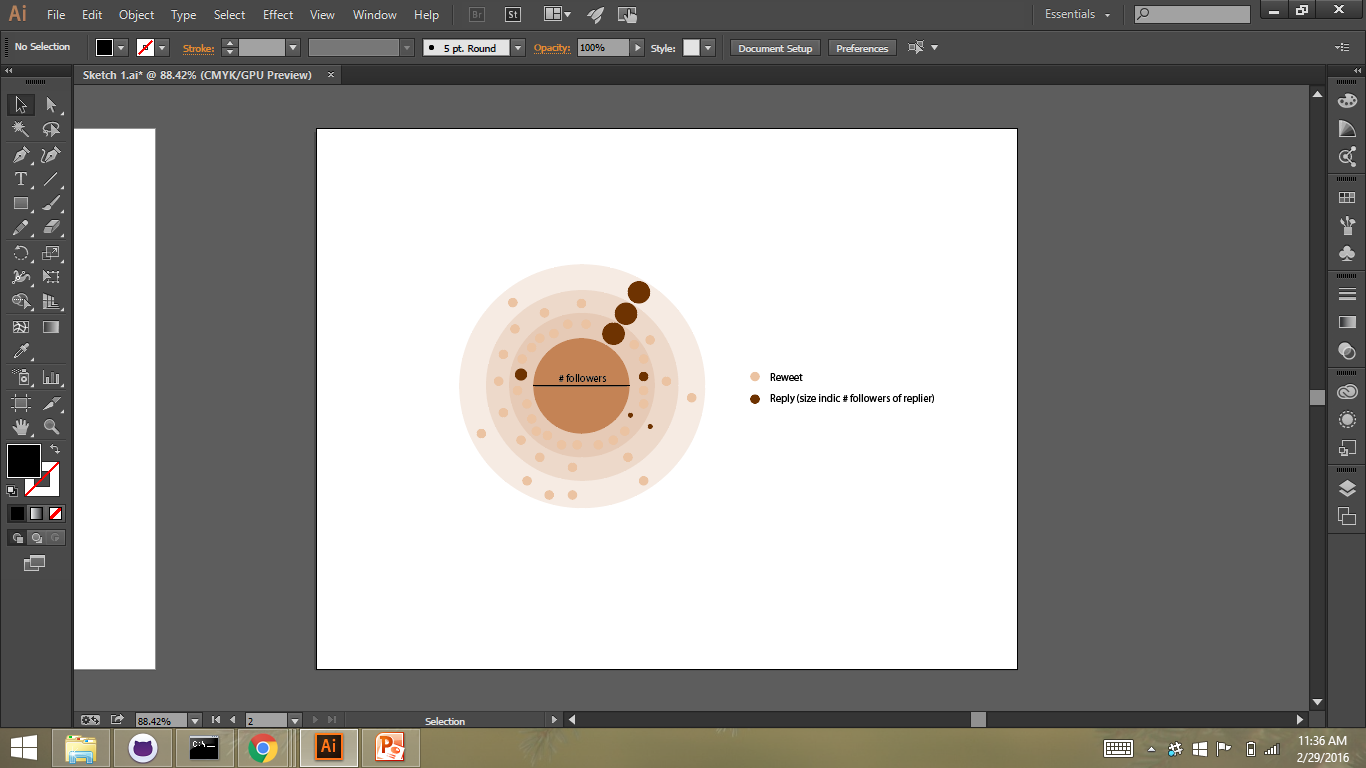 Ai File Edit Object Type Select Effect View Window Help Br St Essentials
No Selection Stroke: 5 pt. Round Opacity: 100% Style: Document Setup Preferences
Sketch 1.ai* @ 88.42% (CMYK/GPU Preview) ×
# followers
Reweet
Reply (size indic # followers of replier)
88.42% 2 Selection
C:\. Ai P 11:36 AM
2/29/2016